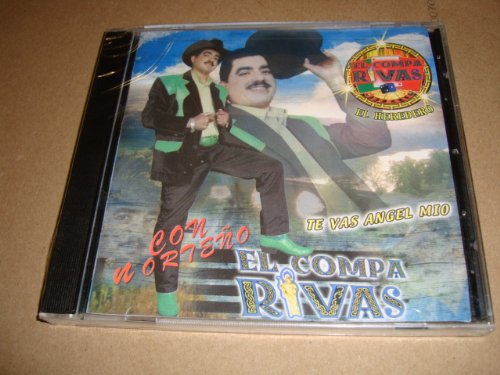 EL COMPA
RIVAS
EL HEREDERO
TE VAS ANGEL MIO
CON
NORTEÑO
EL COMPA
RIVAS